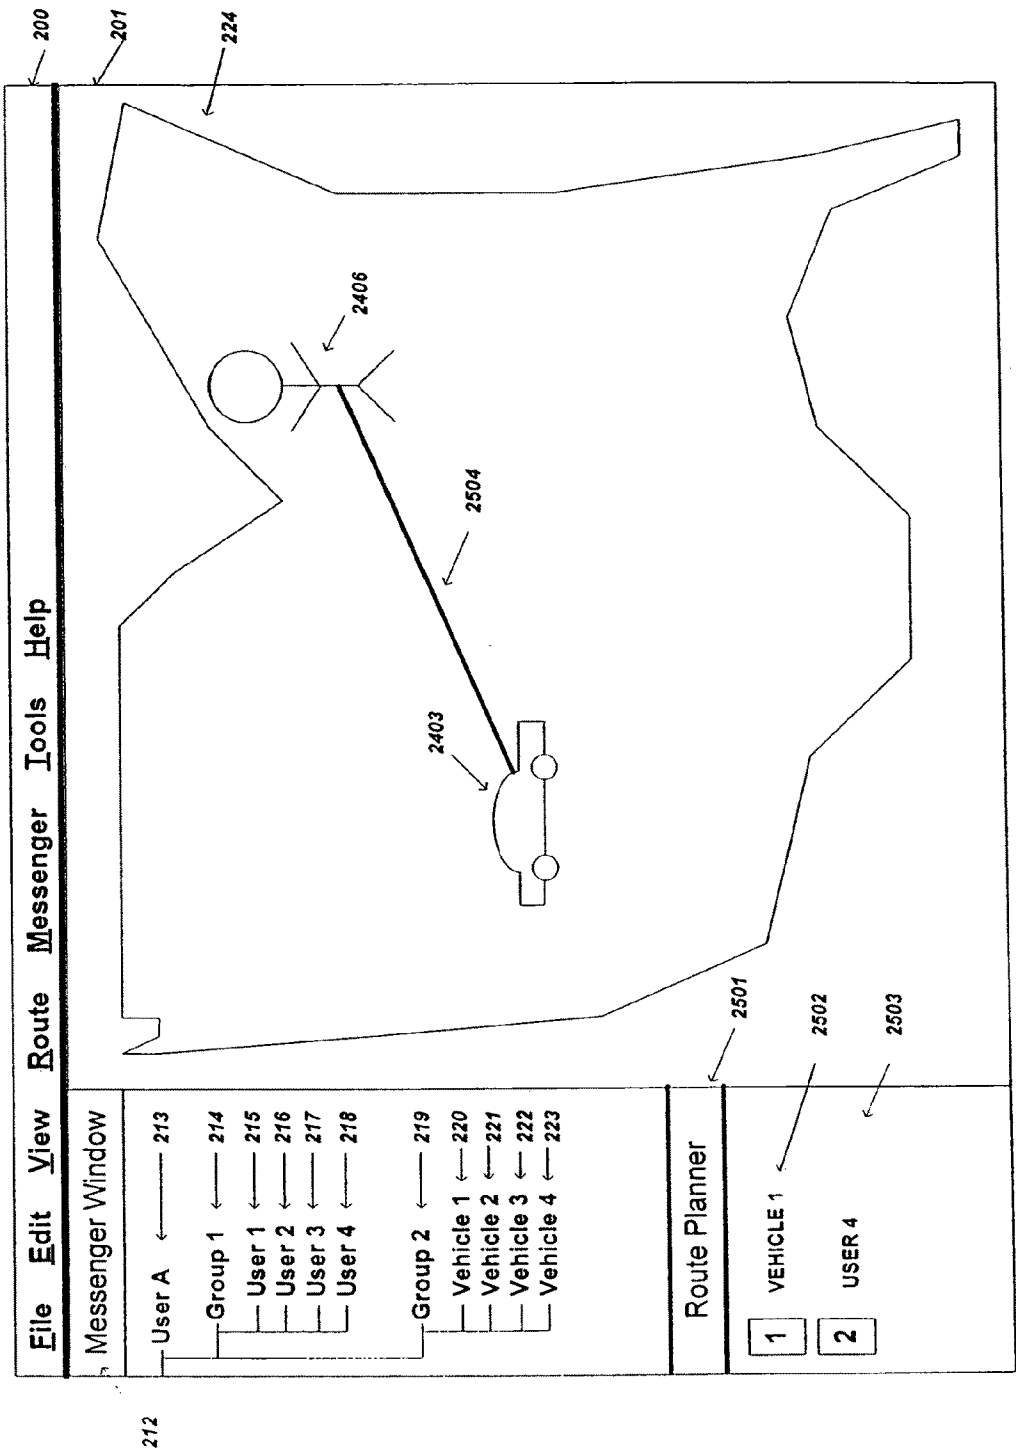 200
201
File Edit View Route Messenger Tools Help
212
Messenger Window
224
User A 213
Group 1 214
User 1 215
User 2 216
User 3 217
User 4 218
Group 2 219
Vehicle 1 220
Vehicle 2 221
Vehicle 3 222
Vehicle 4 223
2406
2504
2403
Route Planner
2501
1 VEHICLE 1 2502
2 USER 4 2503